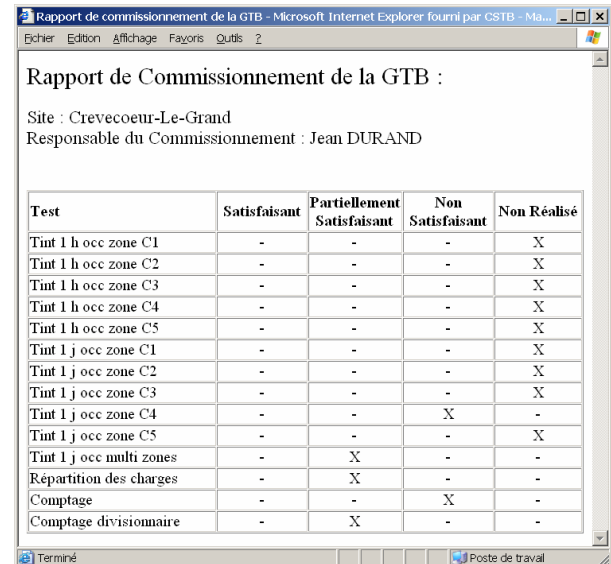 Rapport de commissionnement de la GTB - Microsoft Internet Explorer fourni par CSTB - Ma...
Fichier Edition Affichage Favoris Outils ?
Rapport de Commissionnement de la GTB :
Site : Crevecoeur-Le-Grand
Responsable du Commissionnement : Jean DURAND
Test Satisfaisant Partiellement Satisfaisant Non Satisfaisant Non Réalisé
Tint 1 h occ zone C1 - - - X
Tint 1 h occ zone C2 - - - X
Tint 1 h occ zone C3 - - - X
Tint 1 h occ zone C4 - - - X
Tint 1 h occ zone C5 - - - X
Tint 1 j occ zone C1 - - - X
Tint 1 j occ zone C2 - - - X
Tint 1 j occ zone C3 - - - X
Tint 1 j occ zone C4 - - X -
Tint 1 j occ zone C5 - - - X
Tint 1 j occ multi zones - X - -
Répartition des charges - X - -
Comptage - - X -
Comptage divisionnaire - X - -
Terminé Poste de travail